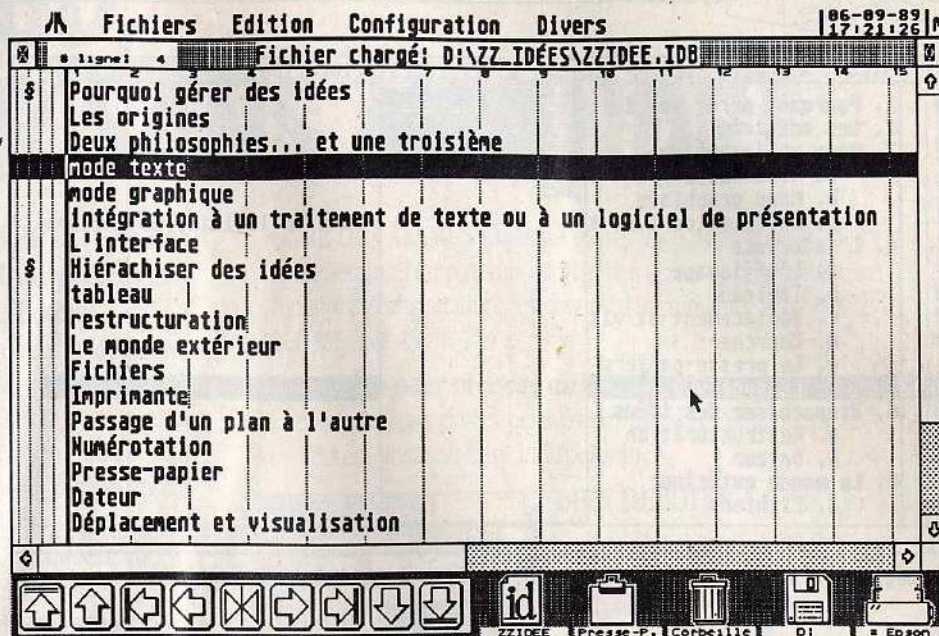 Fichiers Edition Configuration Divers
06-09-89
17:21:26
# ligne: 4 Fichier chargé: D:\ZZ_IDÉES\ZZIDEE.IDB
4 5 6 7 8 9 10 11 12 13 14 15
§ Pourquoi gérer des idées
Les origines
Deux philosophies... et une troisième
mode texte
mode graphique
Intégration à un traitement de texte ou à un logiciel de présentation
L'interface
§ Hiérachiser des idées
tableau
restructuration
Le monde extérieur
Fichiers
Imprimante
Passage d'un plan à l'autre
Numérotation
Presse-papier
Dateur
Déplacement et visualisation
id
ZZIDEE Presse-P. Corbeille D: Epson